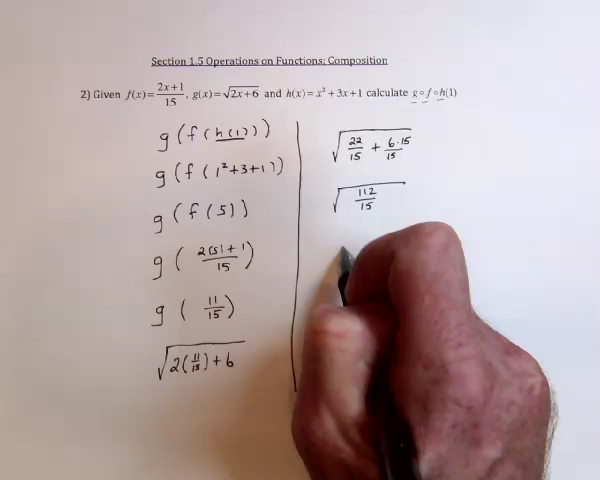 Section 1.5 Operations on Functions; Composition
2) Given f(x)=(2x+1)/15, g(x)=√(2x+6) and h(x)=x²+3x+1 calculate g∘f∘h(1)
g(f(h(1)))
g(f(1²+3+1))
g(f(5))
g((2(5)+1)/15)
g(11/15)
√(2(11/15)+6)
√(22/15 + 6·15/15)
√(112/15)